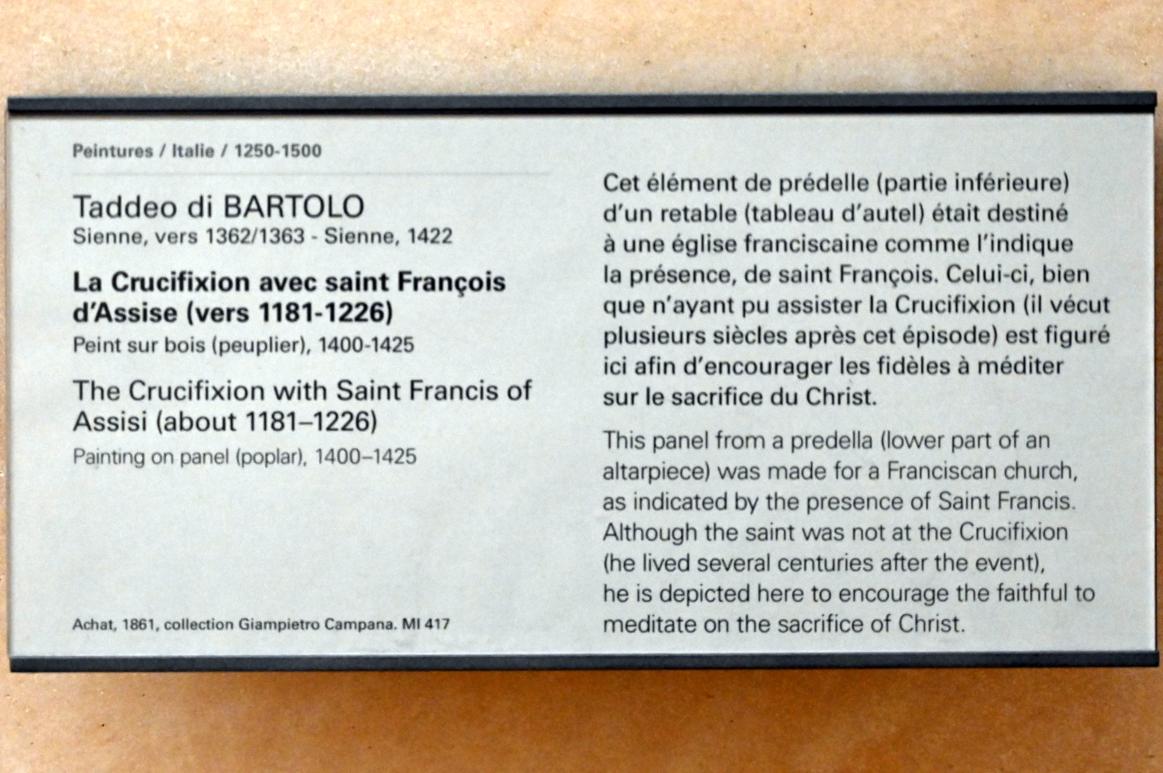 Peintures / Italie / 1250-1500
Taddeo di BARTOLO
Sienne, vers 1362/1363 - Sienne, 1422
La Crucifixion avec saint François
d'Assise (vers 1181-1226)
Peint sur bois (peuplier), 1400-1425
The Crucifixion with Saint Francis of
Assisi (about 1181–1226)
Painting on panel (poplar), 1400–1425
Achat, 1861, collection Giampietro Campana. MI 417
Cet élément de prédelle (partie inférieure)
d'un retable (tableau d'autel) était destiné
à une église franciscaine comme l'indique
la présence, de saint François. Celui-ci, bien
que n'ayant pu assister la Crucifixion (il vécut
plusieurs siècles après cet épisode) est figuré
ici afin d'encourager les fidèles à méditer
sur le sacrifice du Christ.
This panel from a predella (lower part of an
altarpiece) was made for a Franciscan church,
as indicated by the presence of Saint Francis.
Although the saint was not at the Crucifixion
(he lived several centuries after the event),
he is depicted here to encourage the faithful to
meditate on the sacrifice of Christ.